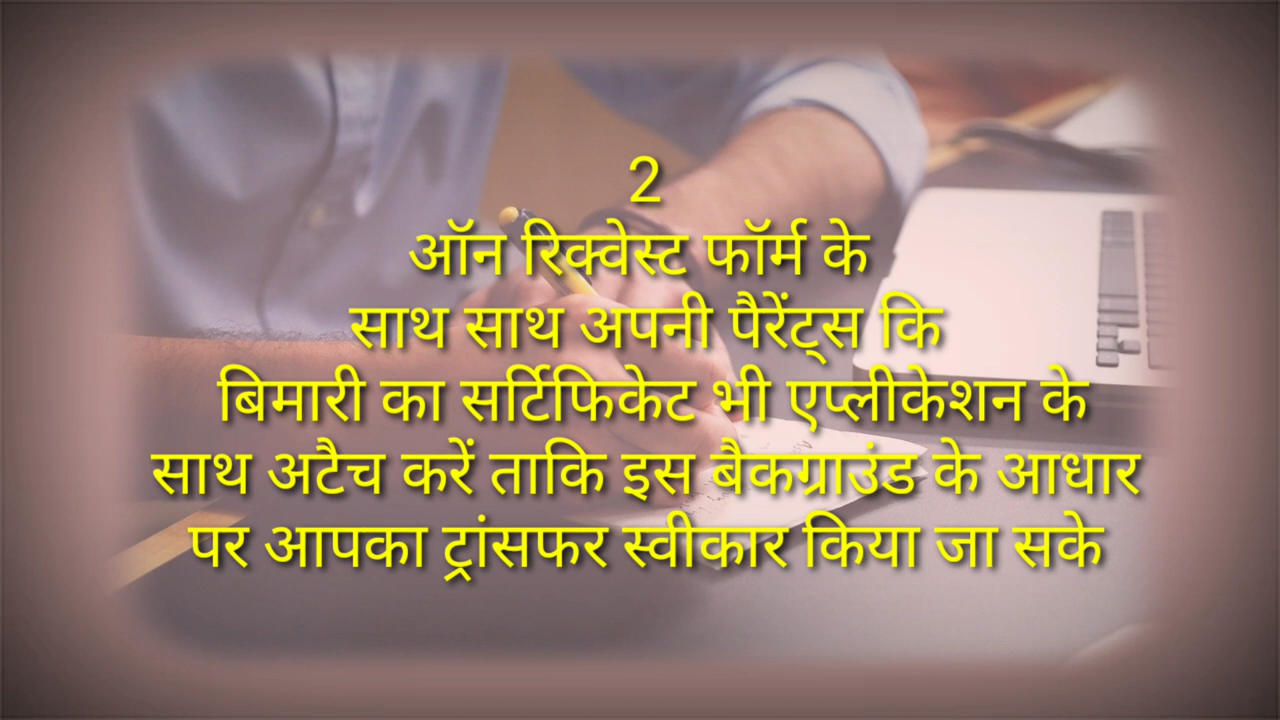 2
ऑन रिक्वेस्ट फॉर्म के
साथ साथ अपनी पैरेंट्स कि
बिमारी का सर्टिफिकेट भी एप्लीकेशन के
साथ अटैच करें ताकि इस बैकग्राउंड के आधार
पर आपका ट्रांसफर स्वीकार किया जा सके